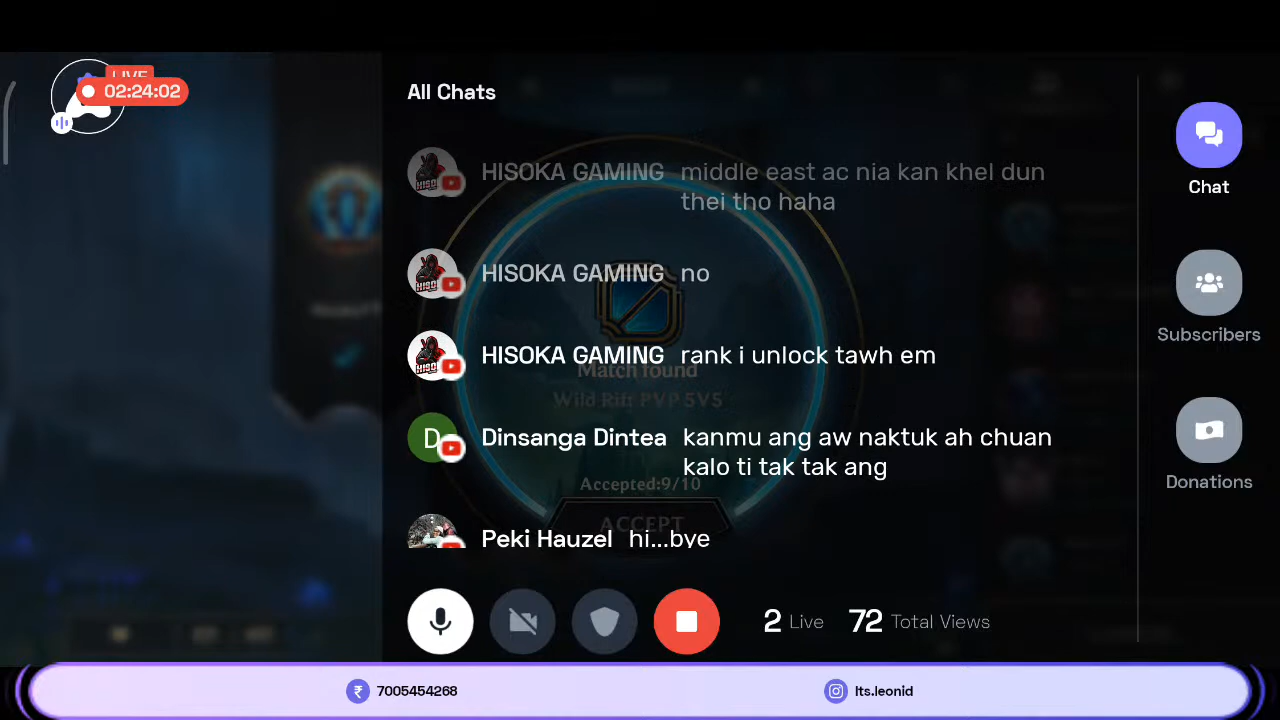 LIVE
02:24:02
All Chats
HISOKA GAMING middle east ac nia kan khel dun
thei tho haha
HISOKA GAMING no
HISOKA GAMING rank i unlock tawh em
Match found
Wild Rift: PVP 5V5
Dinsanga Dintea kanmu ang aw naktuk ah chuan
kalo ti tak tak ang
Accepted:9/10
ACCEPT
Peki Hauzel hi...bye
Chat
Subscribers
Donations
2 Live 72 Total Views
₹ 7005454268
Its.leonid